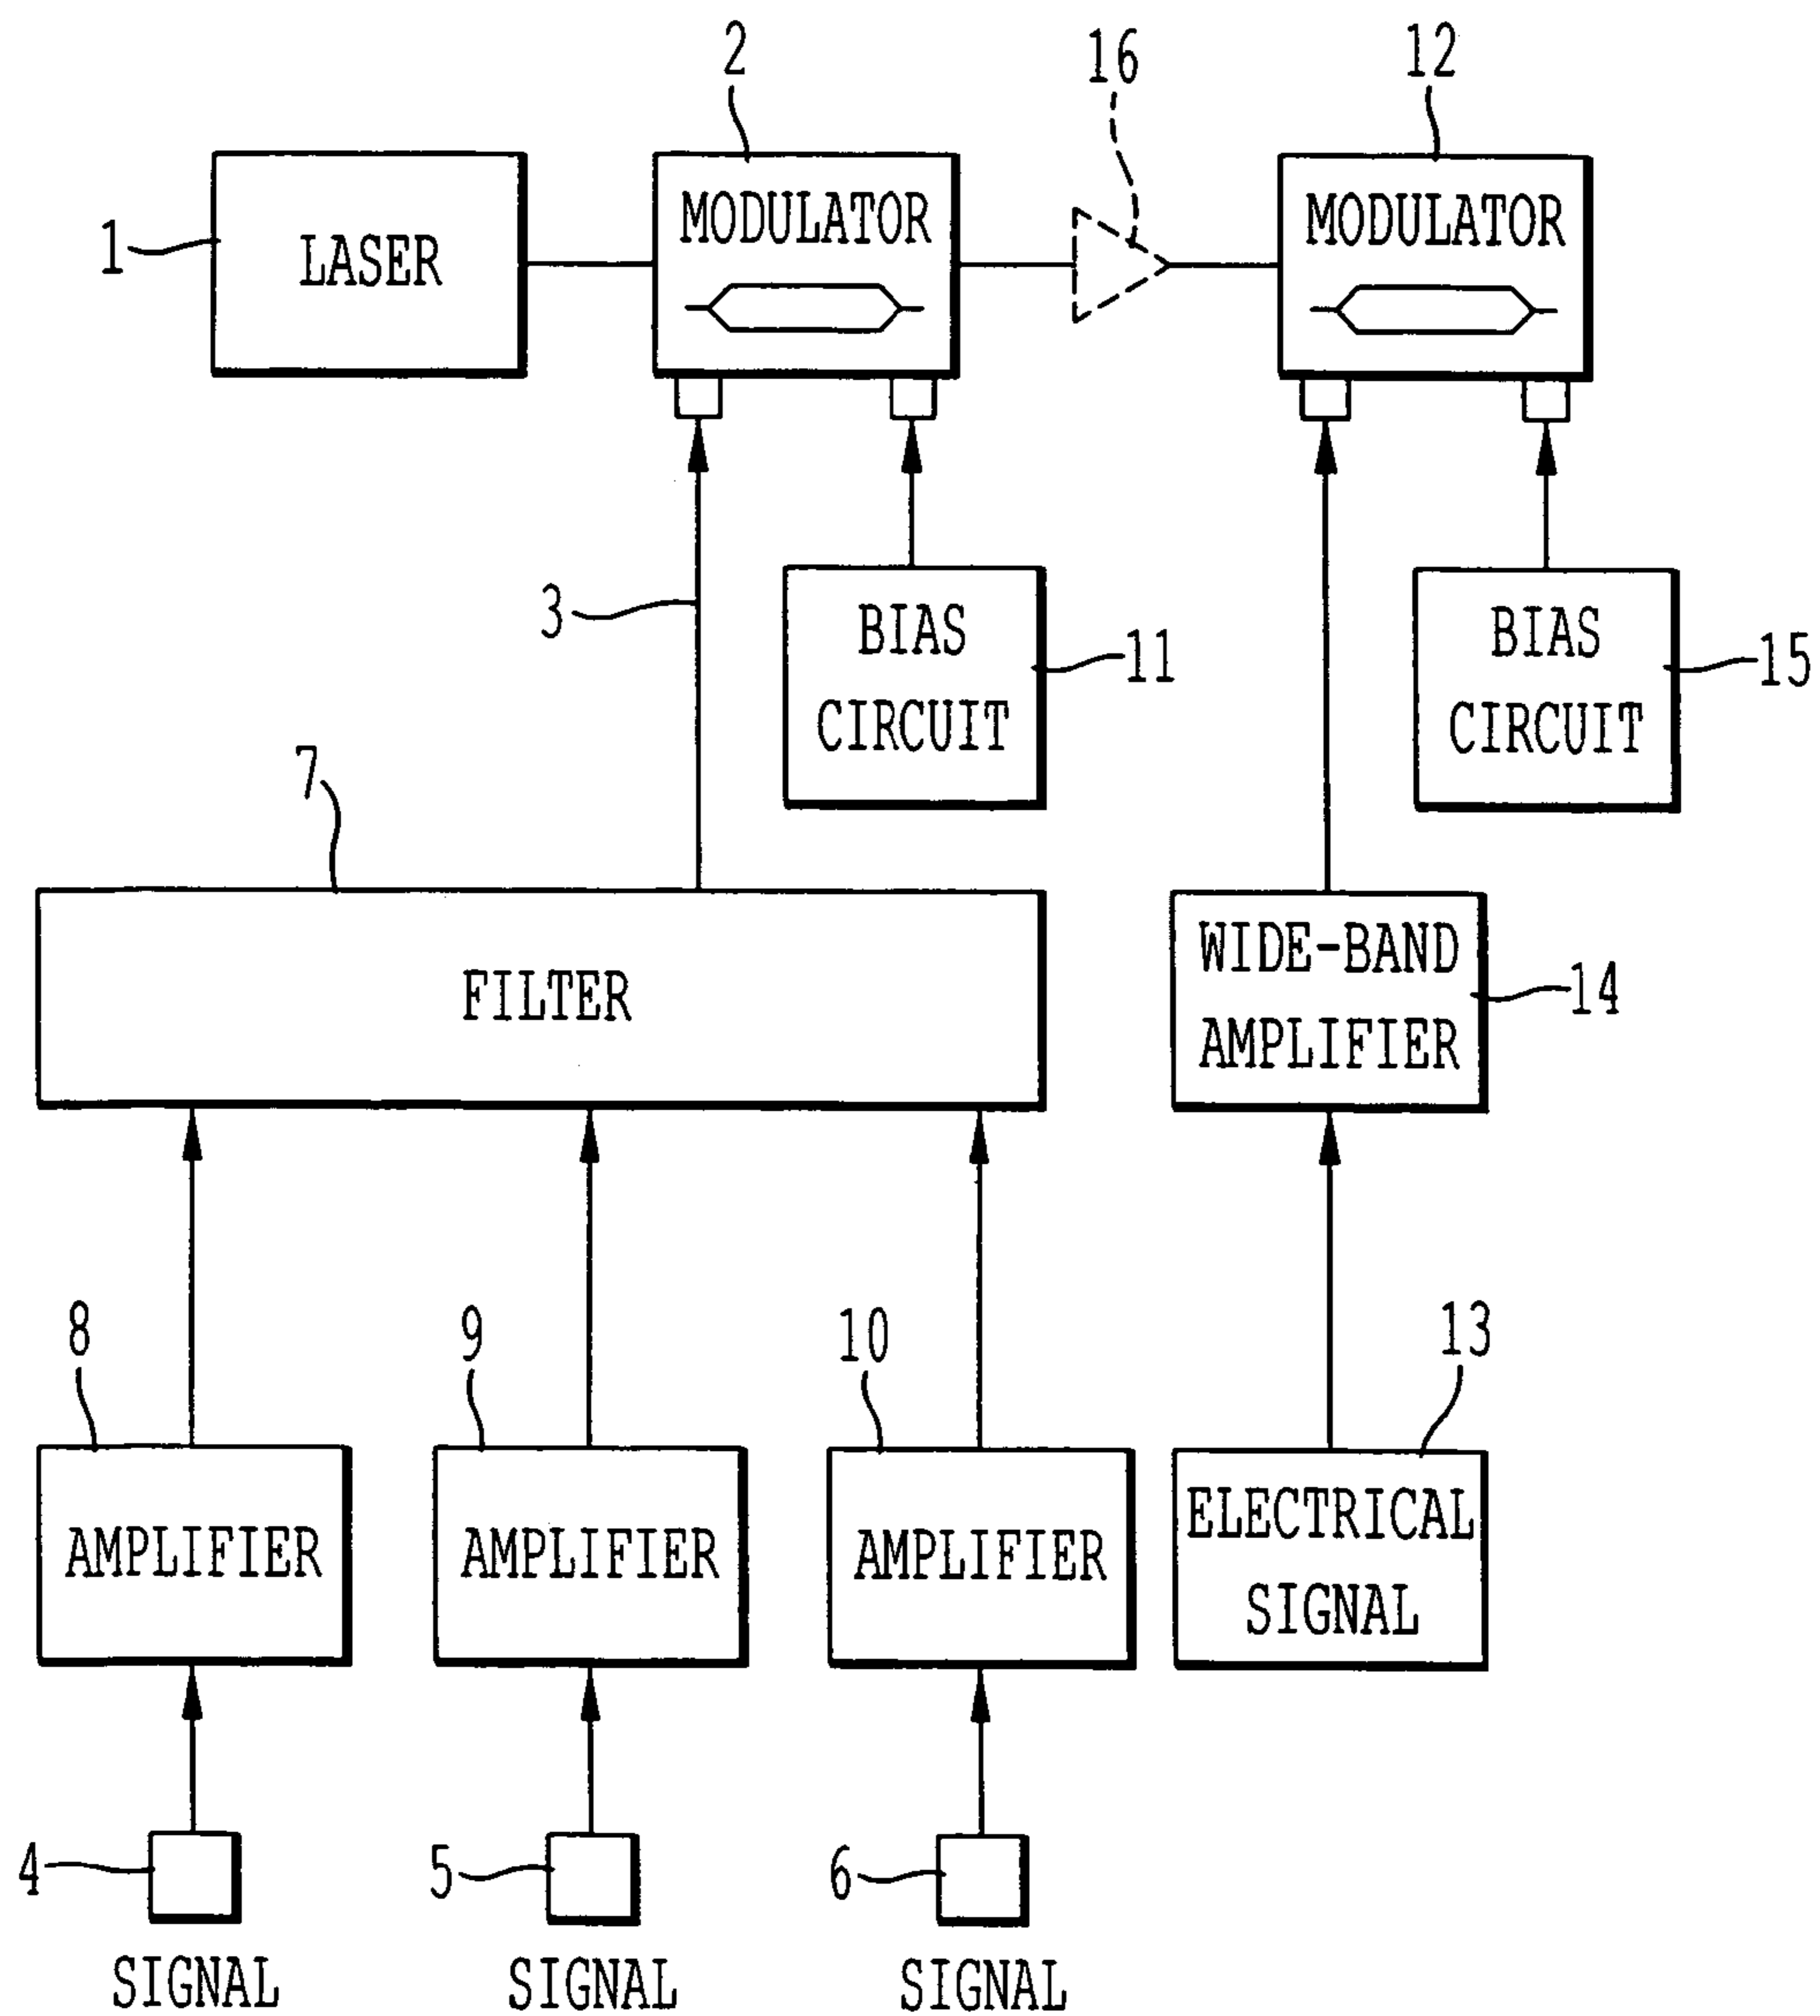 2
16
12
1
LASER
MODULATOR
MODULATOR
3
BIAS
CIRCUIT
11
BIAS
CIRCUIT
15
7
FILTER
WIDE-BAND
AMPLIFIER
14
8
9
10
13
AMPLIFIER
AMPLIFIER
AMPLIFIER
ELECTRICAL
SIGNAL
4
5
6
SIGNAL
SIGNAL
SIGNAL